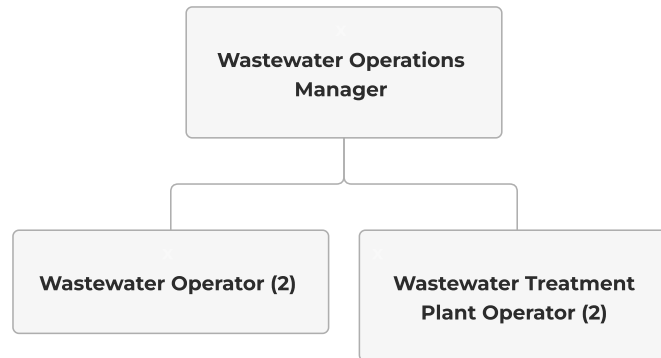 Wastewater Operations
Manager
Wastewater Operator (2)
Wastewater Treatment
Plant Operator (2)